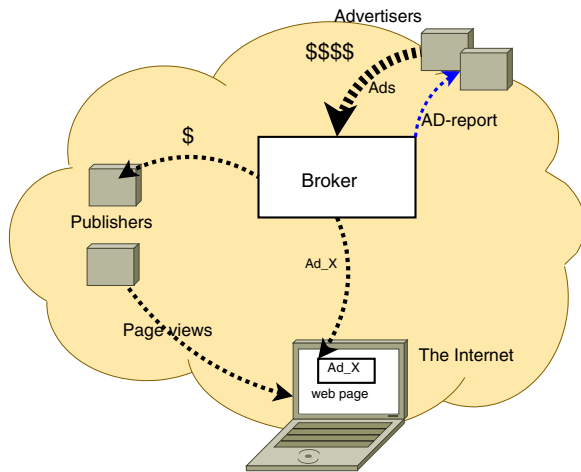 Advertisers
$$$$
Ads
AD-report
$
Broker
Publishers
Ad_X
Page views
The Internet
Ad_X
web page